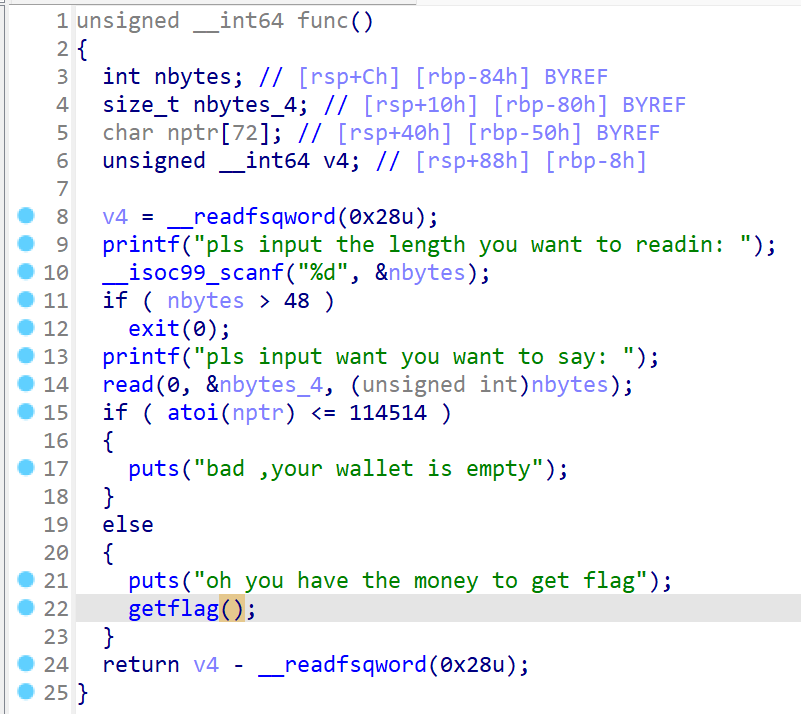 1 unsigned __int64 func()
2 {
3 int nbytes; // [rsp+Ch] [rbp-84h] BYREF
4 size_t nbytes_4; // [rsp+10h] [rbp-80h] BYREF
5 char nptr[72]; // [rsp+40h] [rbp-50h] BYREF
6 unsigned __int64 v4; // [rsp+88h] [rbp-8h]
7
8 v4 = __readfsqword(0x28u);
9 printf("pls input the length you want to readin: ");
10 __isoc99_scanf("%d", &nbytes);
11 if ( nbytes > 48 )
12 exit(0);
13 printf("pls input want you want to say: ");
14 read(0, &nbytes_4, (unsigned int)nbytes);
15 if ( atoi(nptr) <= 114514 )
16 {
17 puts("bad ,your wallet is empty");
18 }
19 else
20 {
21 puts("oh you have the money to get flag");
22 getflag();
23 }
24 return v4 - __readfsqword(0x28u);
25 }